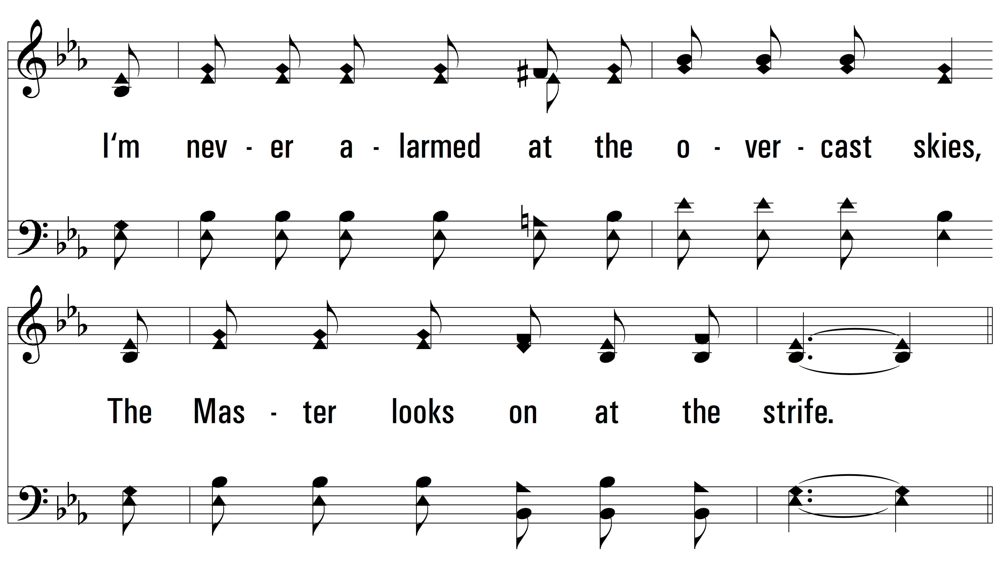 I‘m nev - er a - larmed at the o - ver - cast skies,
The Mas - ter looks on at the strife.